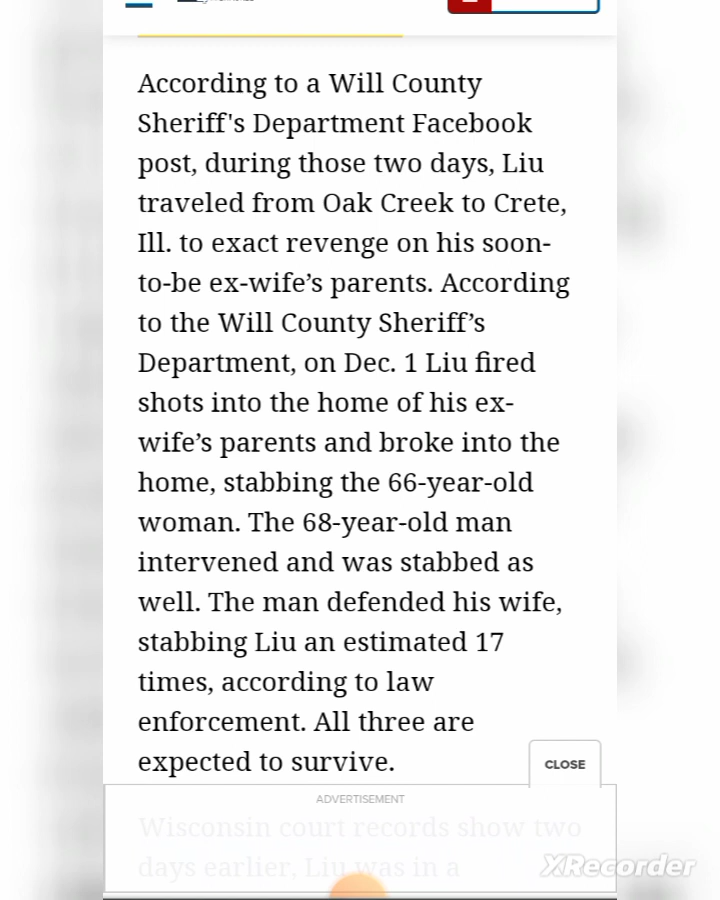 According to a Will County
Sheriff's Department Facebook
post, during those two days, Liu
traveled from Oak Creek to Crete,
Ill. to exact revenge on his soon-
to-be ex-wife’s parents. According
to the Will County Sheriff’s
Department, on Dec. 1 Liu fired
shots into the home of his ex-
wife’s parents and broke into the
home, stabbing the 66-year-old
woman. The 68-year-old man
intervened and was stabbed as
well. The man defended his wife,
stabbing Liu an estimated 17
times, according to law
enforcement. All three are
expected to survive.
CLOSE
ADVERTISEMENT
Wisconsin court records show two
days earlier, Liu was in a
XRecorder